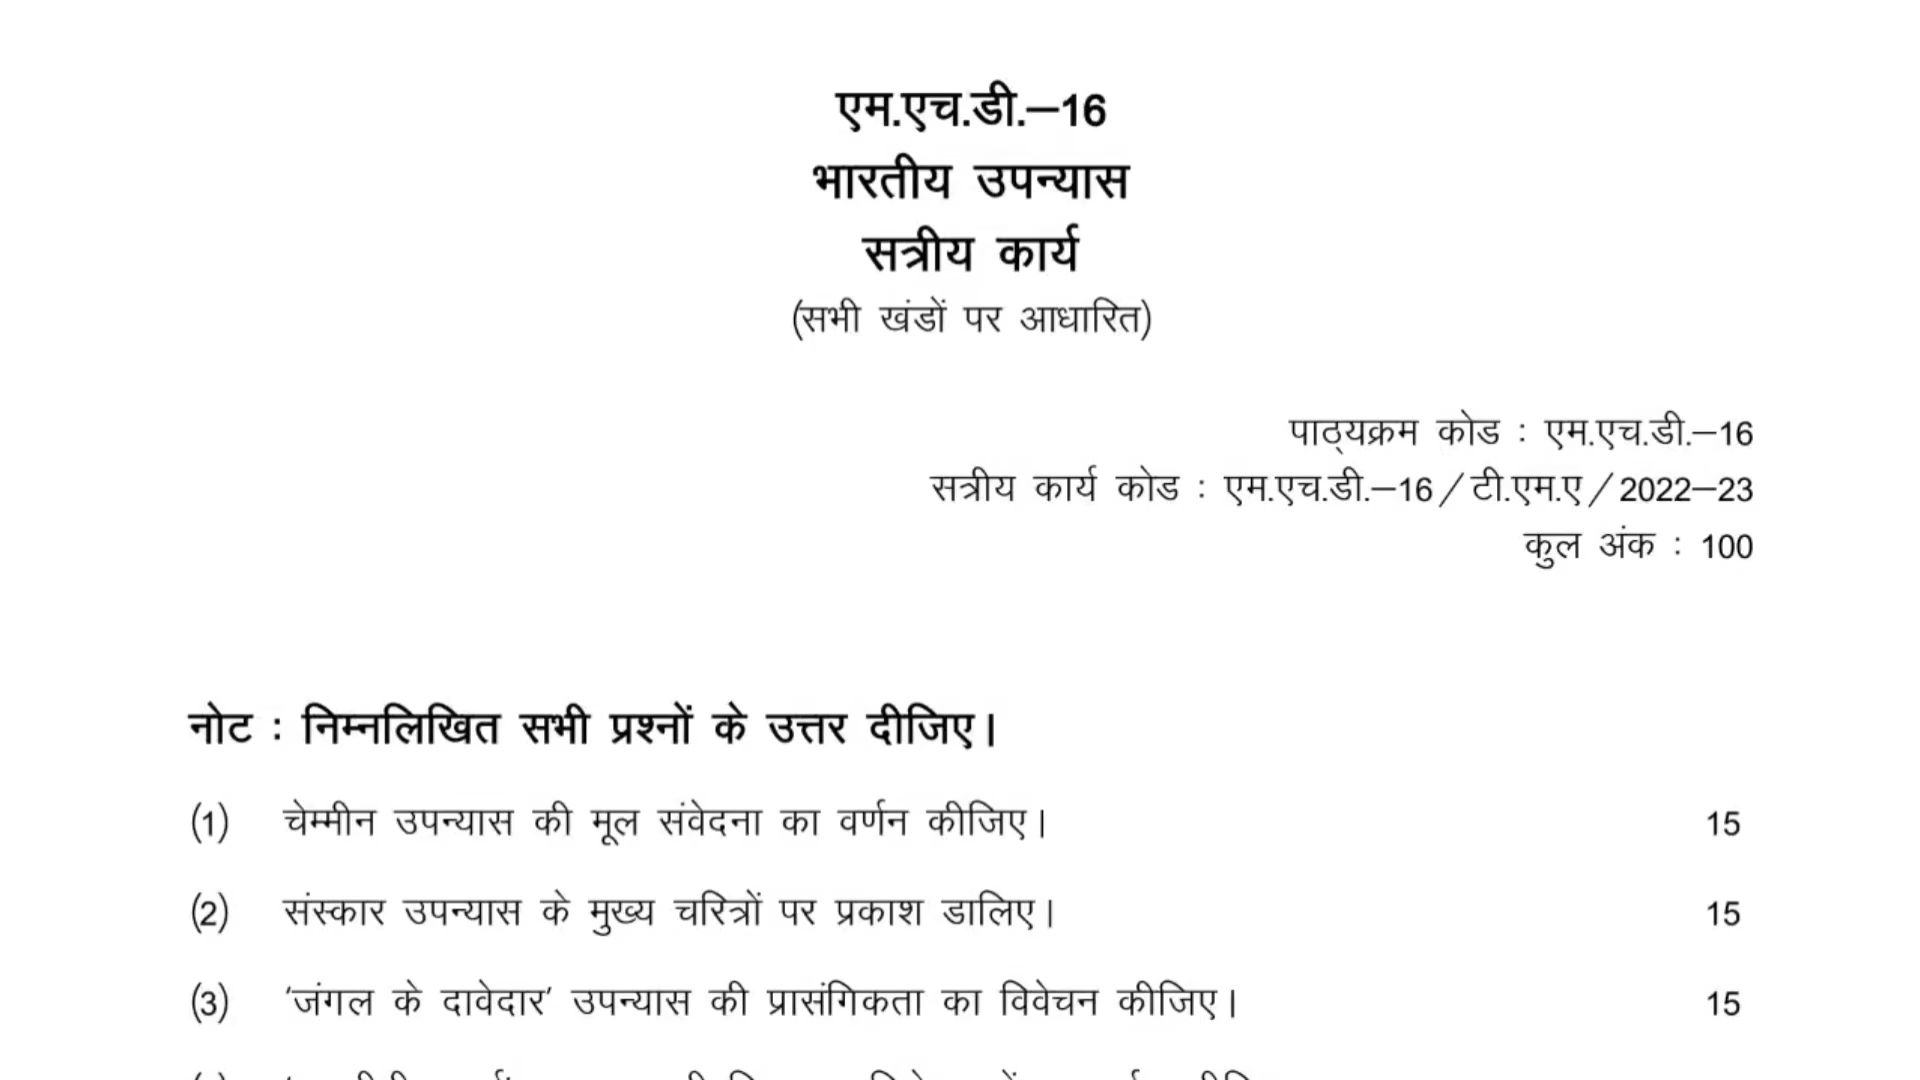 एम.एच.डी.–16
भारतीय उपन्यास
सत्रीय कार्य
(सभी खंडों पर आधारित)
पाठ्यक्रम कोड : एम.एच.डी.–16
सत्रीय कार्य कोड : एम.एच.डी.–16/टी.एम.ए/2022–23
कुल अंक : 100
नोट : निम्नलिखित सभी प्रश्नों के उत्तर दीजिए।
(1) चेम्मीन उपन्यास की मूल संवेदना का वर्णन कीजिए। 15
(2) संस्कार उपन्यास के मुख्य चरित्रों पर प्रकाश डालिए। 15
(3) 'जंगल के दावेदार' उपन्यास की प्रासंगिकता का विवेचन कीजिए। 15